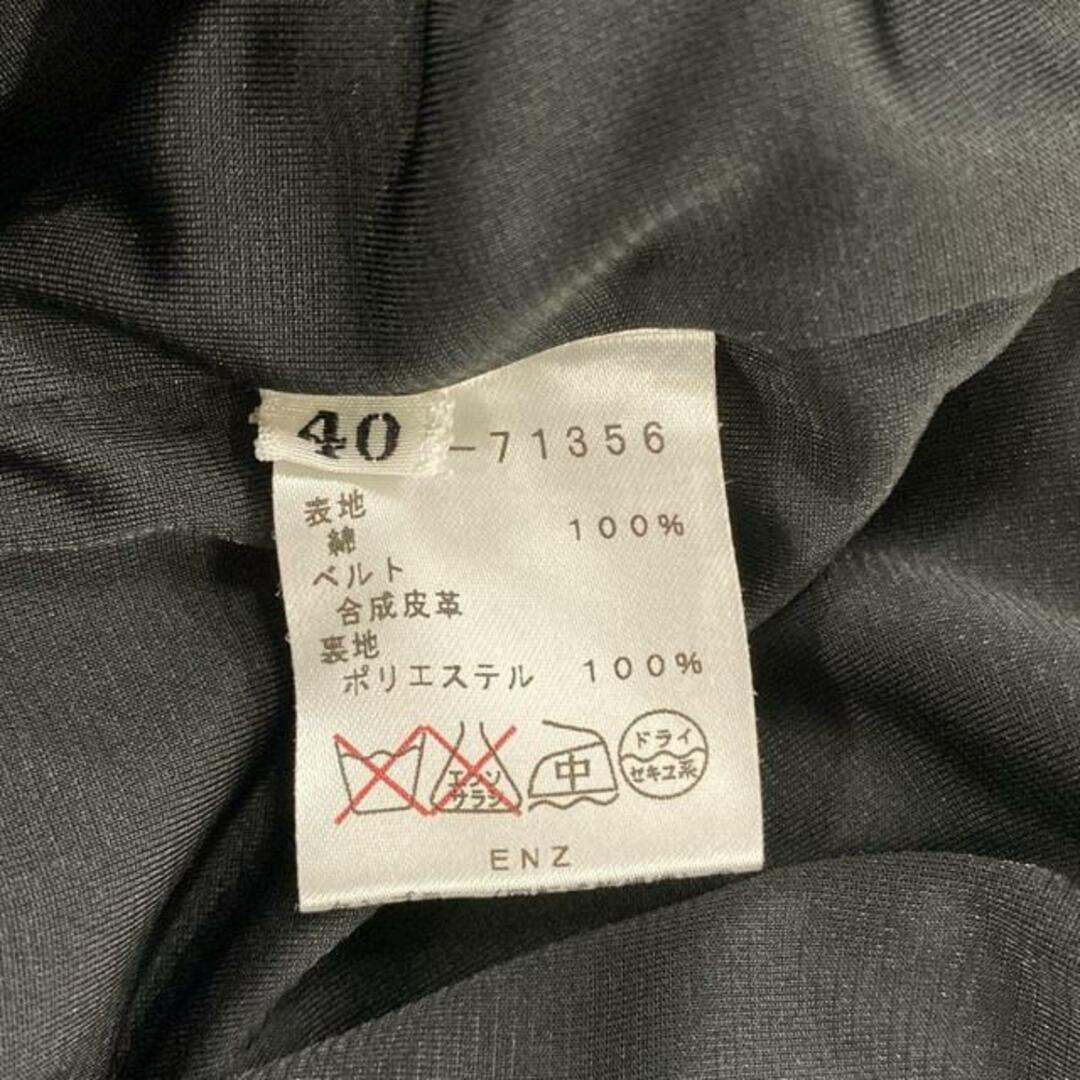 40 -71356
表地
綿 100%
ベルト
合成皮革
裏地
ポリエステル 100%
エンソ
サラシ
中
ドライ
セキユ系
ENZ